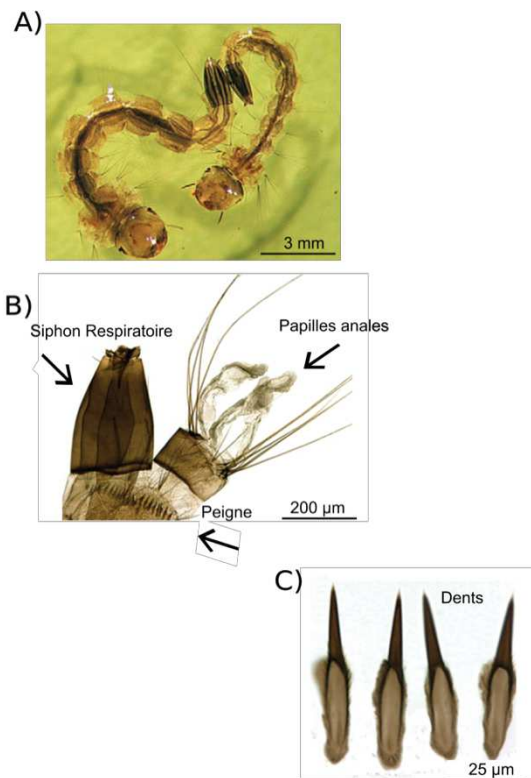 A)
3 mm
B)
Siphon Respiratoire
Papilles anales
Peigne
200 µm
C)
Dents
25 µm